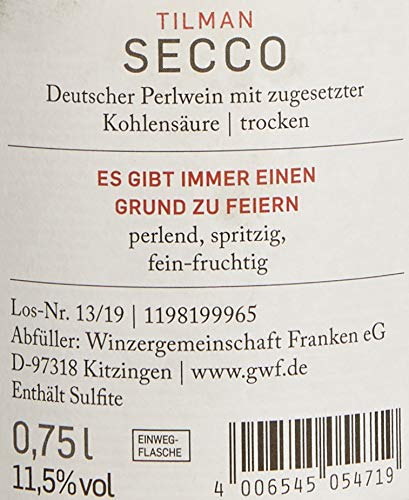 TILMAN
SECCO
Deutscher Perlwein mit zugesetzter
Kohlensäure | trocken
ES GIBT IMMER EINEN
GRUND ZU FEIERN
perlend, spritzig,
fein-fruchtig
Los-Nr. 13/19 | 1198199965
Abfüller: Winzergemeinschaft Franken eG
D-97318 Kitzingen | www.gwf.de
Enthält Sulfite
0,75 l
EINWEG-
FLASCHE
11,5% vol
4 006545 054719